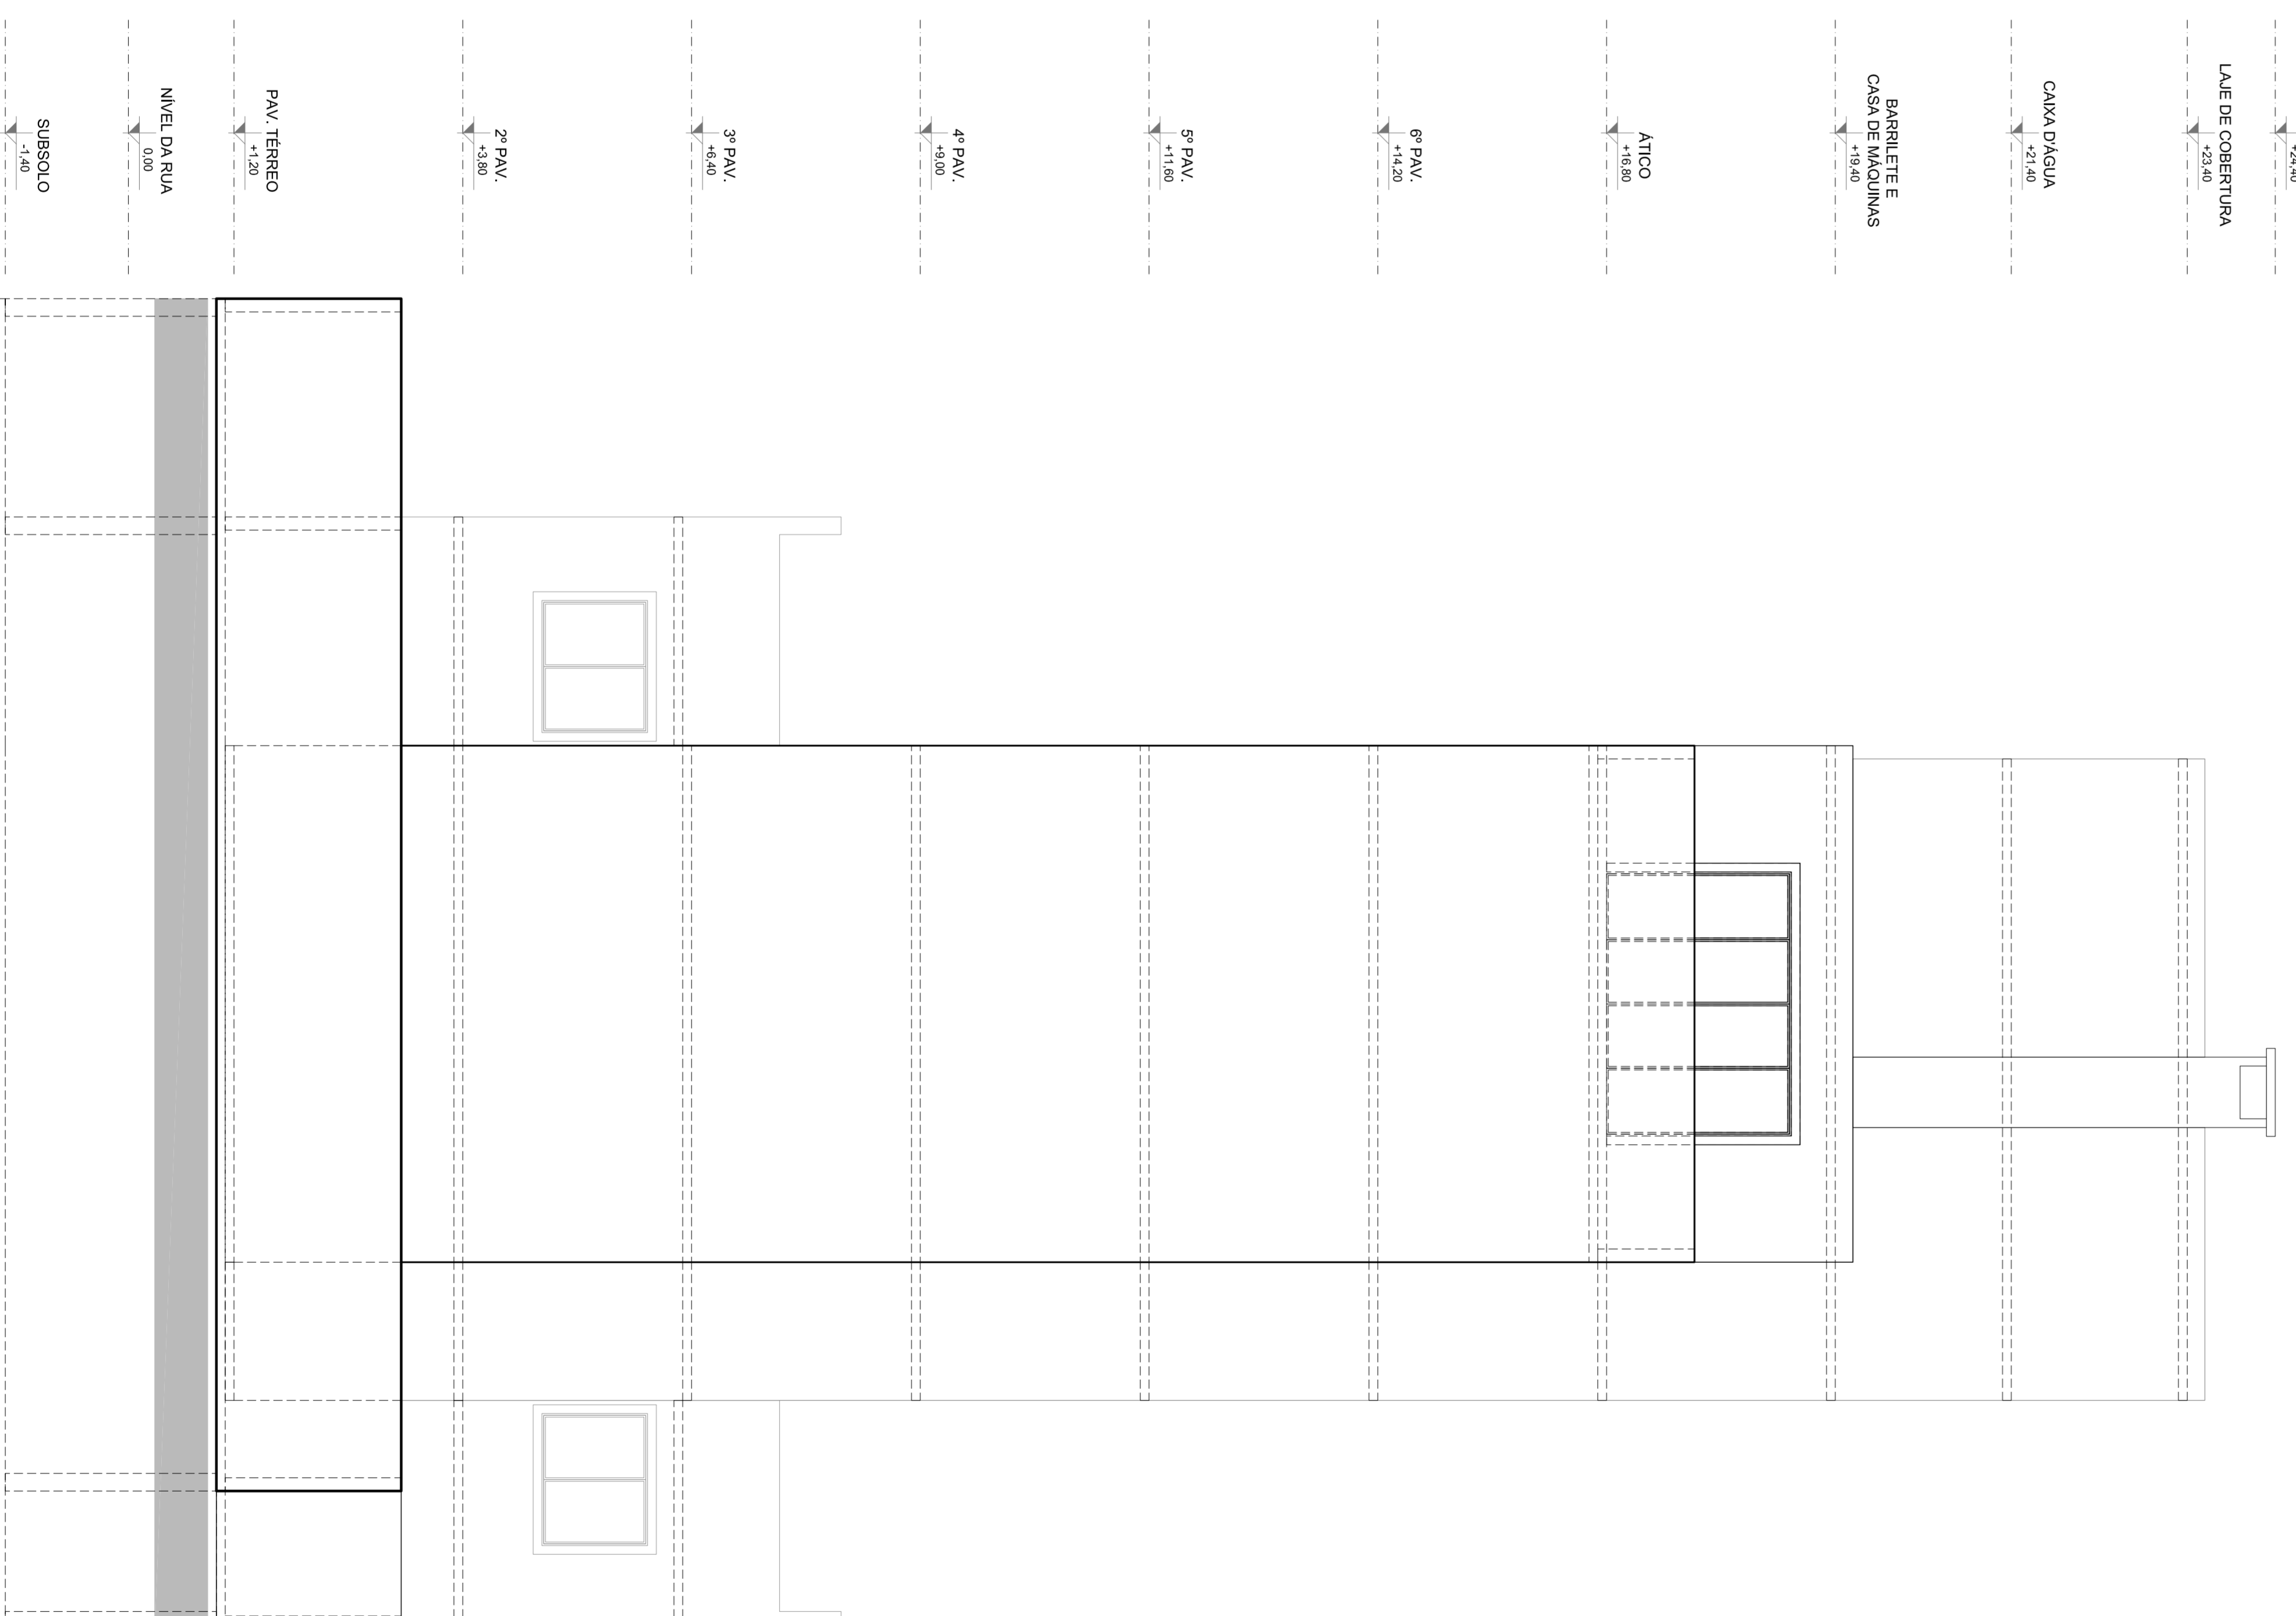 +24,40
LAJE DE COBERTURA
+23,40
CAIXA D'ÁGUA
+21,40
BARRILETE E
CASA DE MÁQUINAS
+19,40
ÁTICO
+16,80
6º PAV.
+14,20
5º PAV.
+11,60
4º PAV.
+9,00
3º PAV.
+6,40
2º PAV.
+3,80
PAV. TÉRREO
+1,20
NÍVEL DA RUA
0,00
SUBSOLO
-1,40